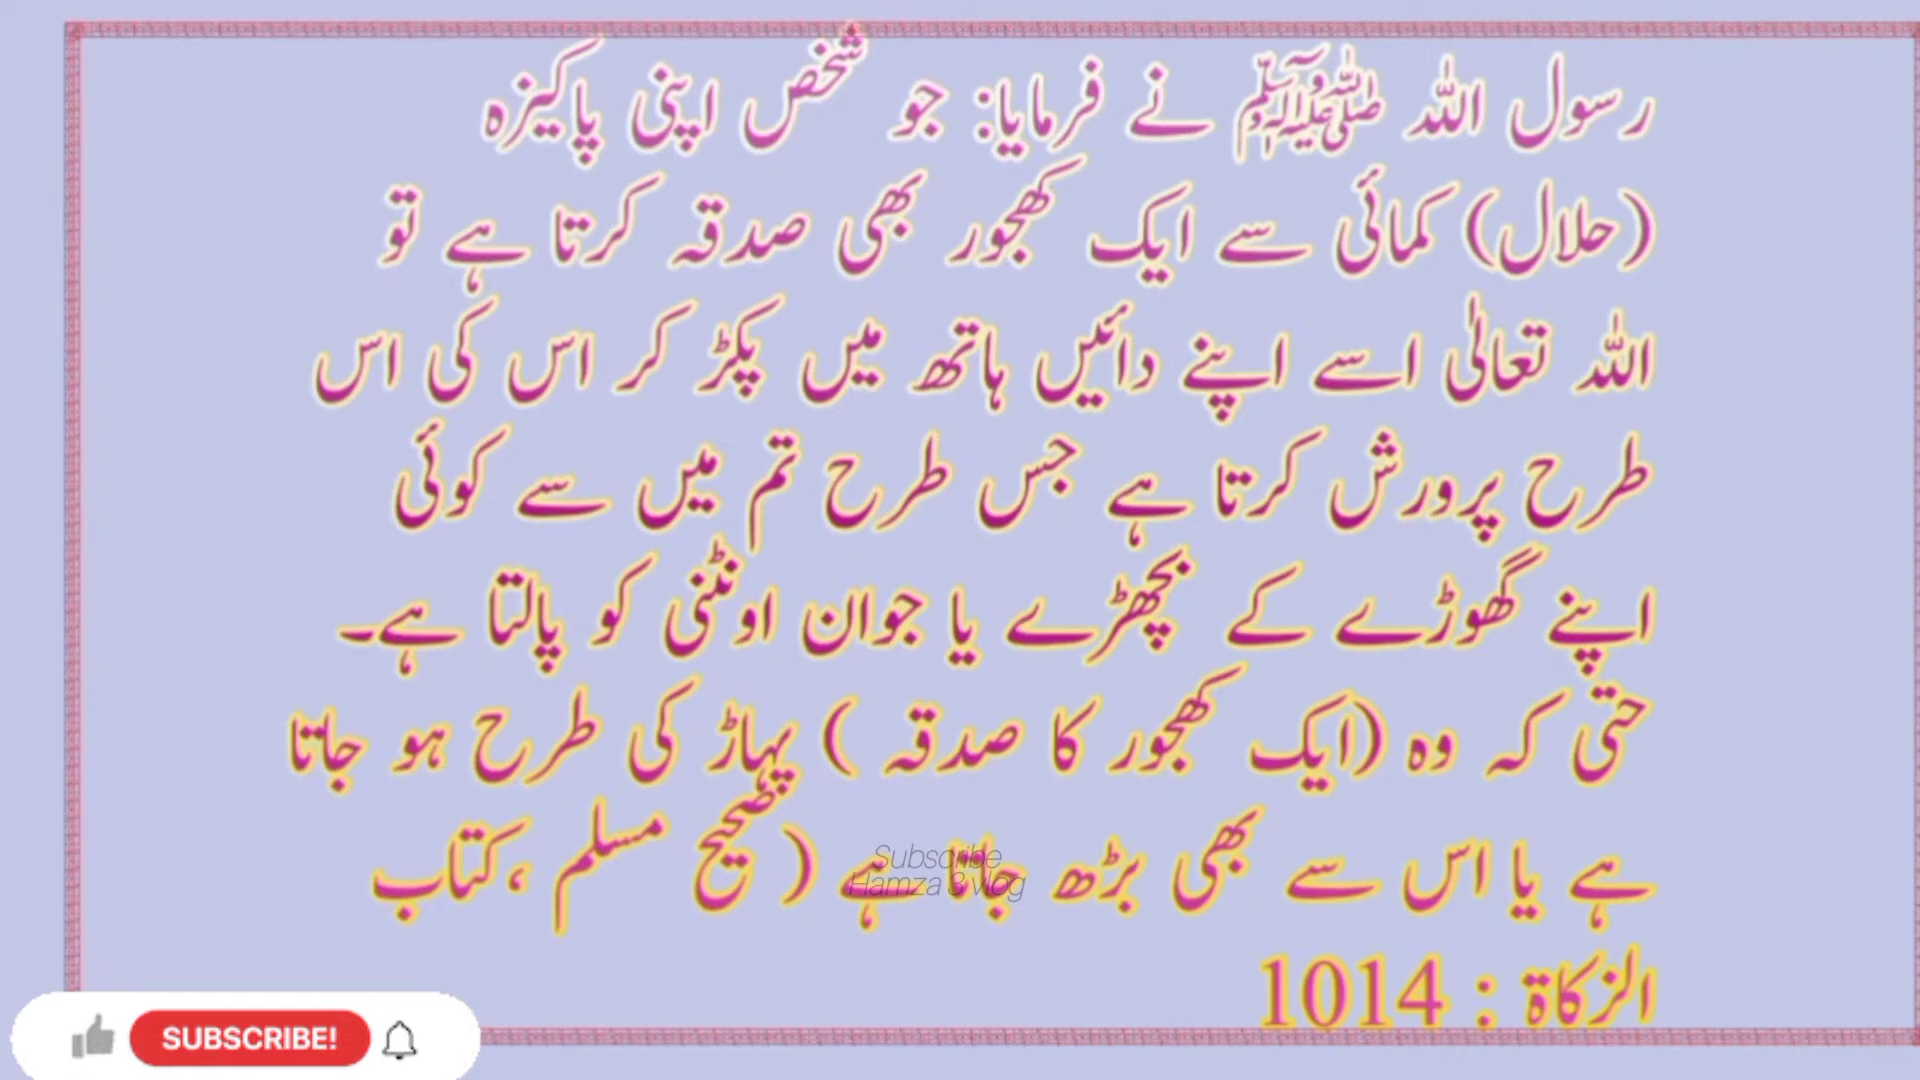 رسول اللہ ﷺ نے فرمایا: جو شخص اپنی پاکیزہ
(حلال) کمائی سے ایک کھجور بھی صدقہ کرتا ہے تو
اللہ تعالٰی اسے اپنے دائیں ہاتھ میں پکڑ کر اس کی اس
طرح پرورش کرتا ہے جس طرح تم میں سے کوئی
اپنے گھوڑے کے بچھڑے یا جوان اونٹنی کو پالتا ہے۔
حتی کہ وہ (ایک کھجور کا صدقہ ) پہاڑ کی طرح ہو جاتا
ہے یا اس سے بھی بڑھ جاتا ہے ( صحیح مسلم ،کتاب
الزکاۃ : 1014
Subscribe
Hamza 3 vlog
SUBSCRIBE!